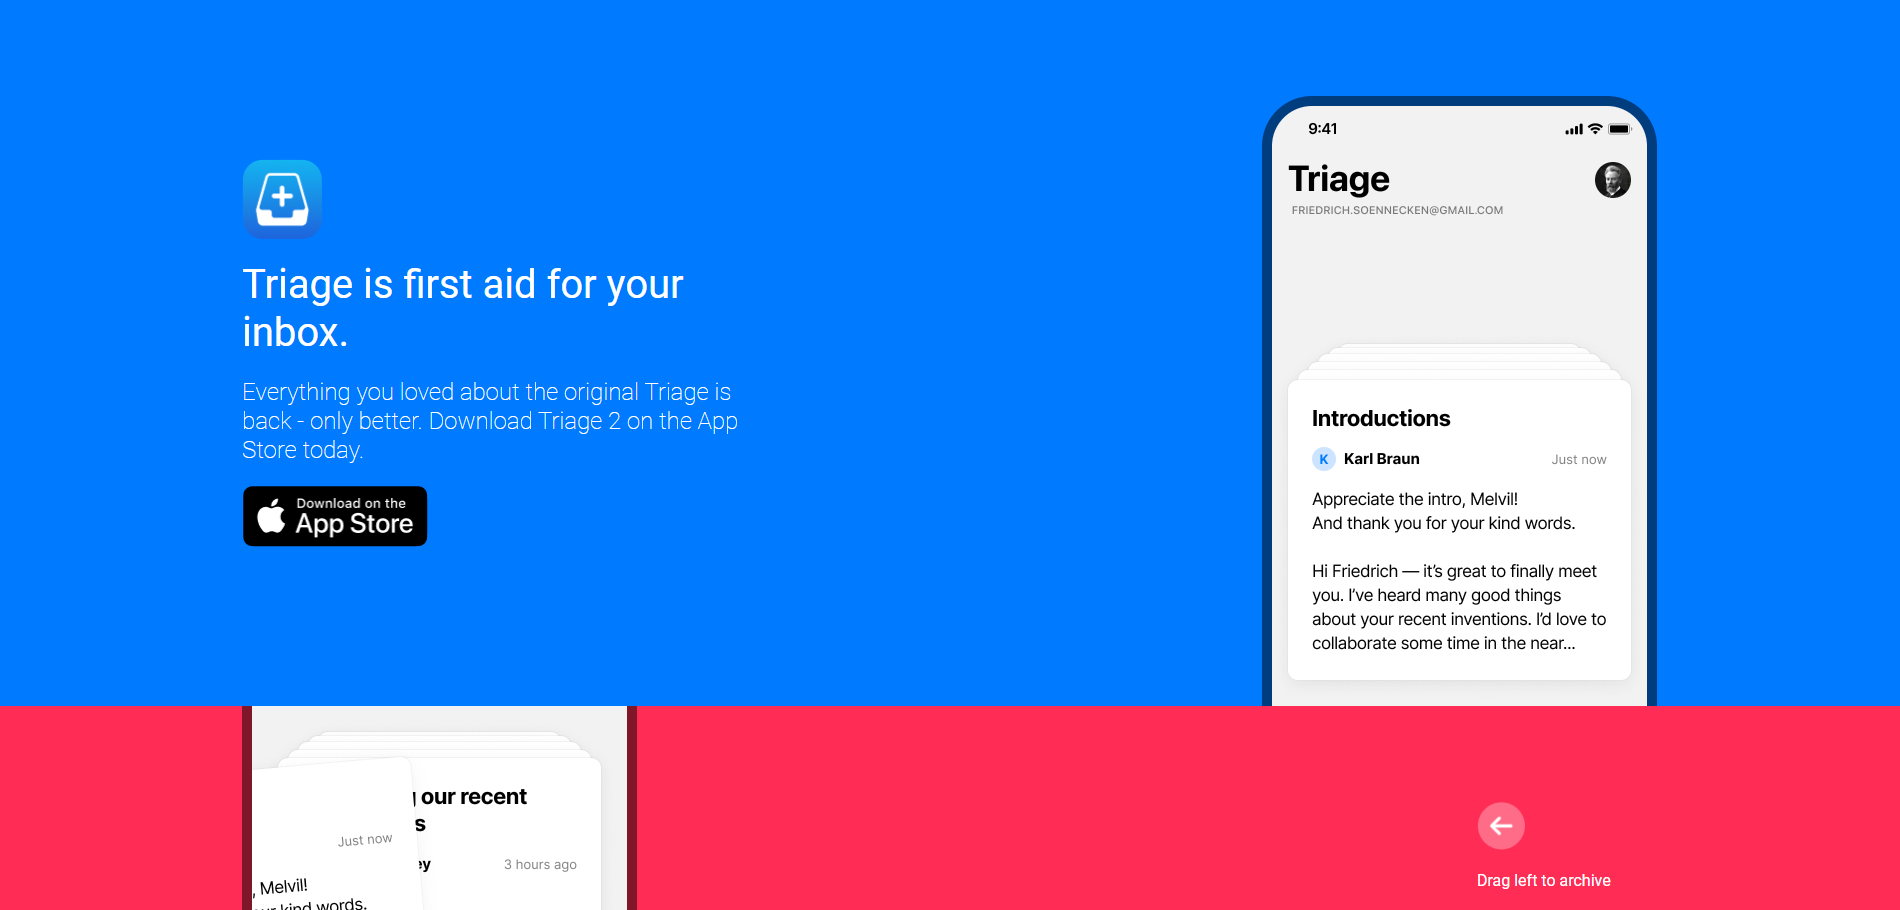 Triage is first aid for your
inbox.
Everything you loved about the original Triage is
back - only better. Download Triage 2 on the App
Store today.
Download on the
App Store
9:41
Triage
FRIEDRICH.SOENNECKEN@GMAIL.COM
Introductions
K Karl Braun Just now
Appreciate the intro, Melvil!
And thank you for your kind words.
Hi Friedrich — it’s great to finally meet
you. I’ve heard many good things
about your recent inventions. I’d love to
collaborate some time in the near...
our recent
Just now
3 hours ago
, Melvil!
kind words.
Drag left to archive